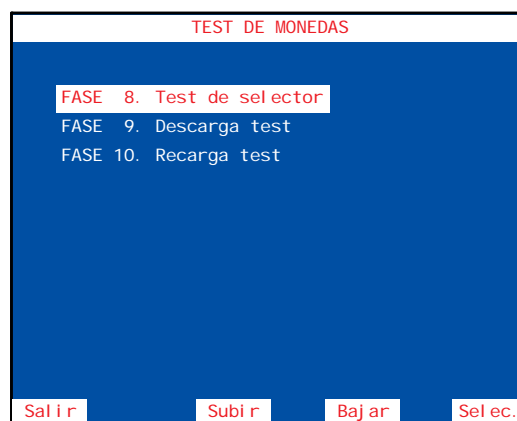 TEST DE MONEDAS
FASE 8. Test de selector
FASE 9. Descarga test
FASE 10. Recarga test
Salir Subir Bajar Selec.